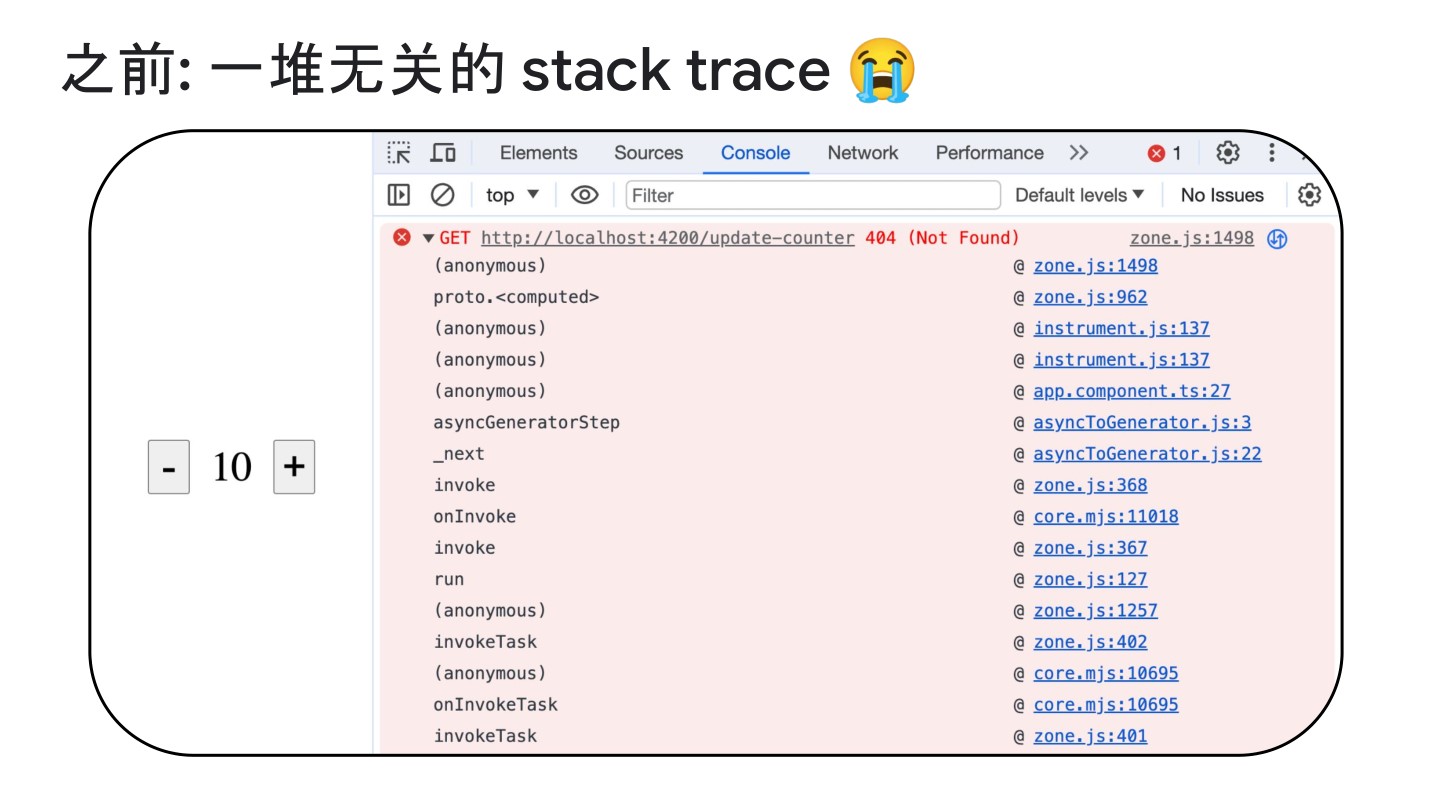 之前: 一堆无关的 stack trace 😭
Elements Sources Console Network Performance 1
top Filter Default levels No Issues
GET http://localhost:4200/update-counter 404 (Not Found) zone.js:1498
(anonymous) @ zone.js:1498
proto.<computed> @ zone.js:962
(anonymous) @ instrument.js:137
(anonymous) @ instrument.js:137
(anonymous) @ app.component.ts:27
asyncGeneratorStep @ asyncToGenerator.js:3
_next @ asyncToGenerator.js:22
- 10 +
invoke @ zone.js:368
onInvoke @ core.mjs:11018
invoke @ zone.js:367
run @ zone.js:127
(anonymous) @ zone.js:1257
invokeTask @ zone.js:402
(anonymous) @ core.mjs:10695
onInvokeTask @ core.mjs:10695
invokeTask @ zone.js:401